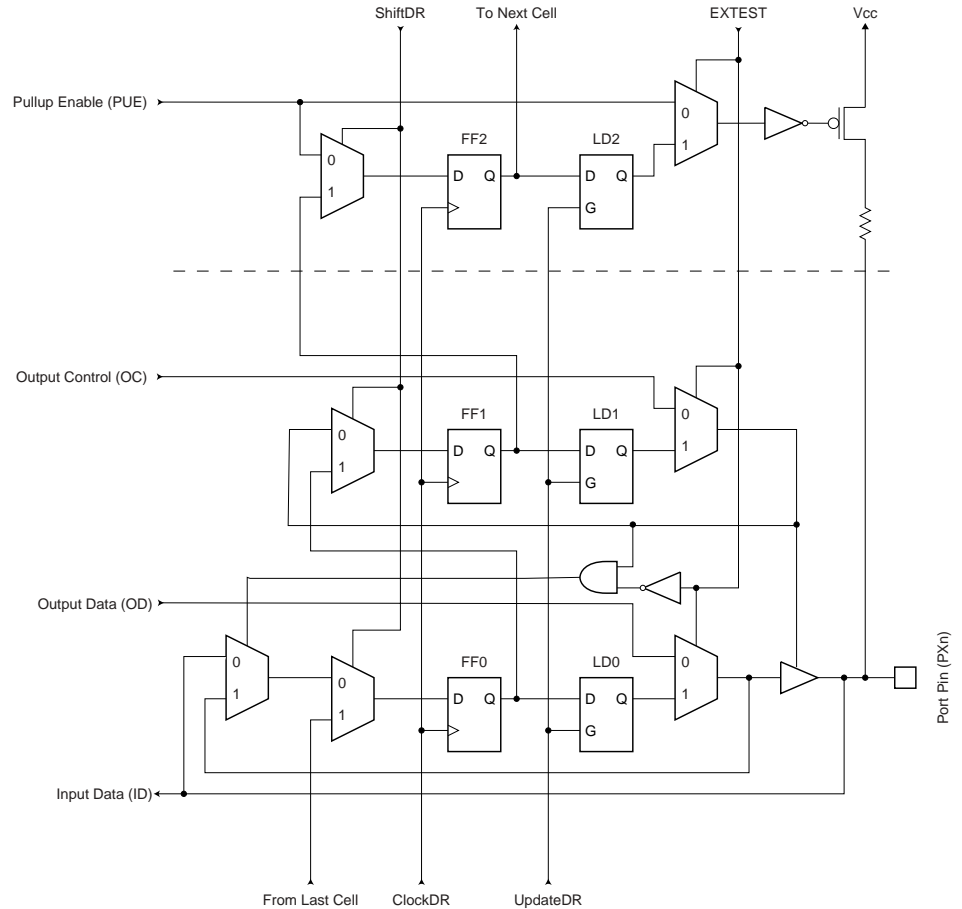 ShiftDR To Next Cell EXTEST Vcc
Pullup Enable (PUE)
0
FF2 LD2
0
1
D Q D Q
1
G
Output Control (OC)
FF1 LD1
0
0
1
D Q D Q
1
G
Output Data (OD)
0
FF0 LD0
0
0
1
D Q D Q
1
1
G
Port Pin (PXn)
Input Data (ID)
From Last Cell ClockDR UpdateDR